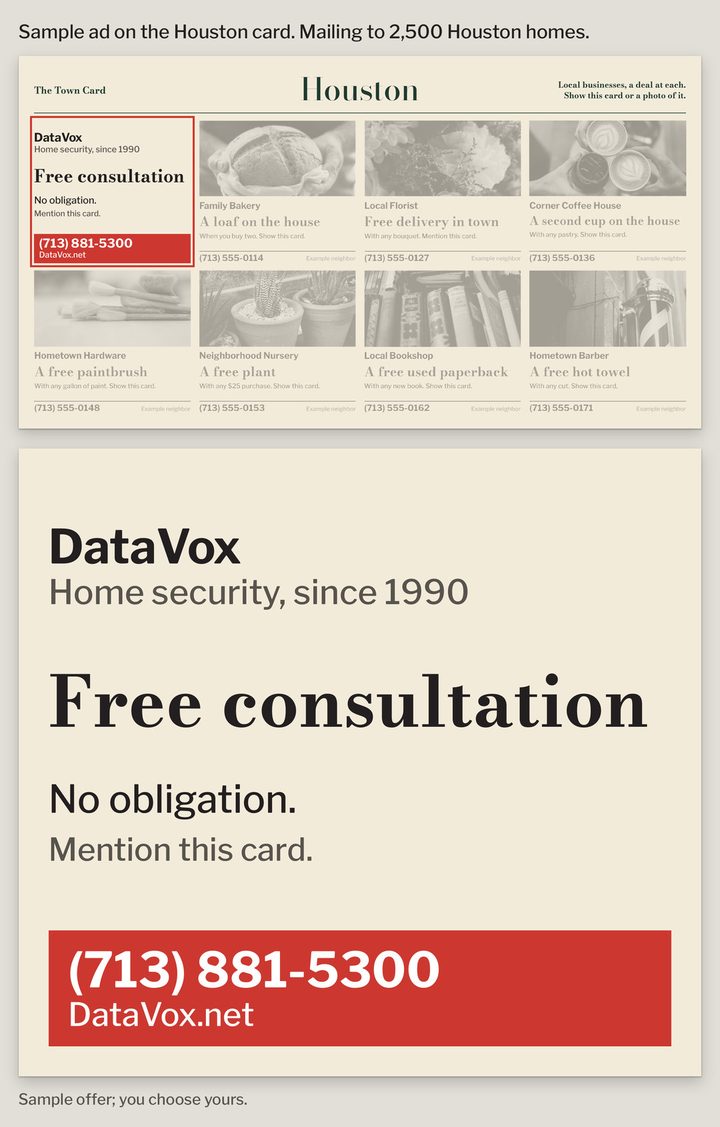 Sample ad on the Houston card. Mailing to 2,500 Houston homes.
The Town Card
Houston
Local businesses, a deal at each.
Show this card or a photo of it.
DataVox
Home security, since 1990
Free consultation
No obligation.
Mention this card.
(713) 881-5300
DataVox.net
Family Bakery
A loaf on the house
When you buy two. Show this card.
(713) 555-0114
Example neighbor
Local Florist
Free delivery in town
With any bouquet. Mention this card.
(713) 555-0127
Example neighbor
Corner Coffee House
A second cup on the house
With any pastry. Show this card.
(713) 555-0136
Example neighbor
Hometown Hardware
A free paintbrush
With any gallon of paint. Show this card.
(713) 555-0148
Example neighbor
Neighborhood Nursery
A free plant
With any $25 purchase. Show this card.
(713) 555-0153
Example neighbor
Local Bookshop
A free used paperback
With any new book. Show this card.
(713) 555-0162
Example neighbor
Hometown Barber
A free hot towel
With any cut. Show this card.
(713) 555-0171
Example neighbor
DataVox
Home security, since 1990
Free consultation
No obligation.
Mention this card.
(713) 881-5300
DataVox.net
Sample offer; you choose yours.